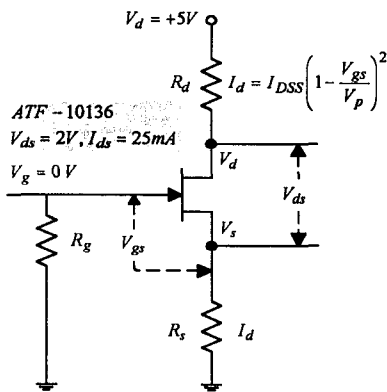 V_d = +5V
R_d
I_d = I_DSS(1 - V_gs/V_p)^2
ATF - 10136
V_ds = 2V, I_ds = 25mA
V_g = 0 V
V_d
V_ds
V_gs
V_s
R_g
R_s
I_d